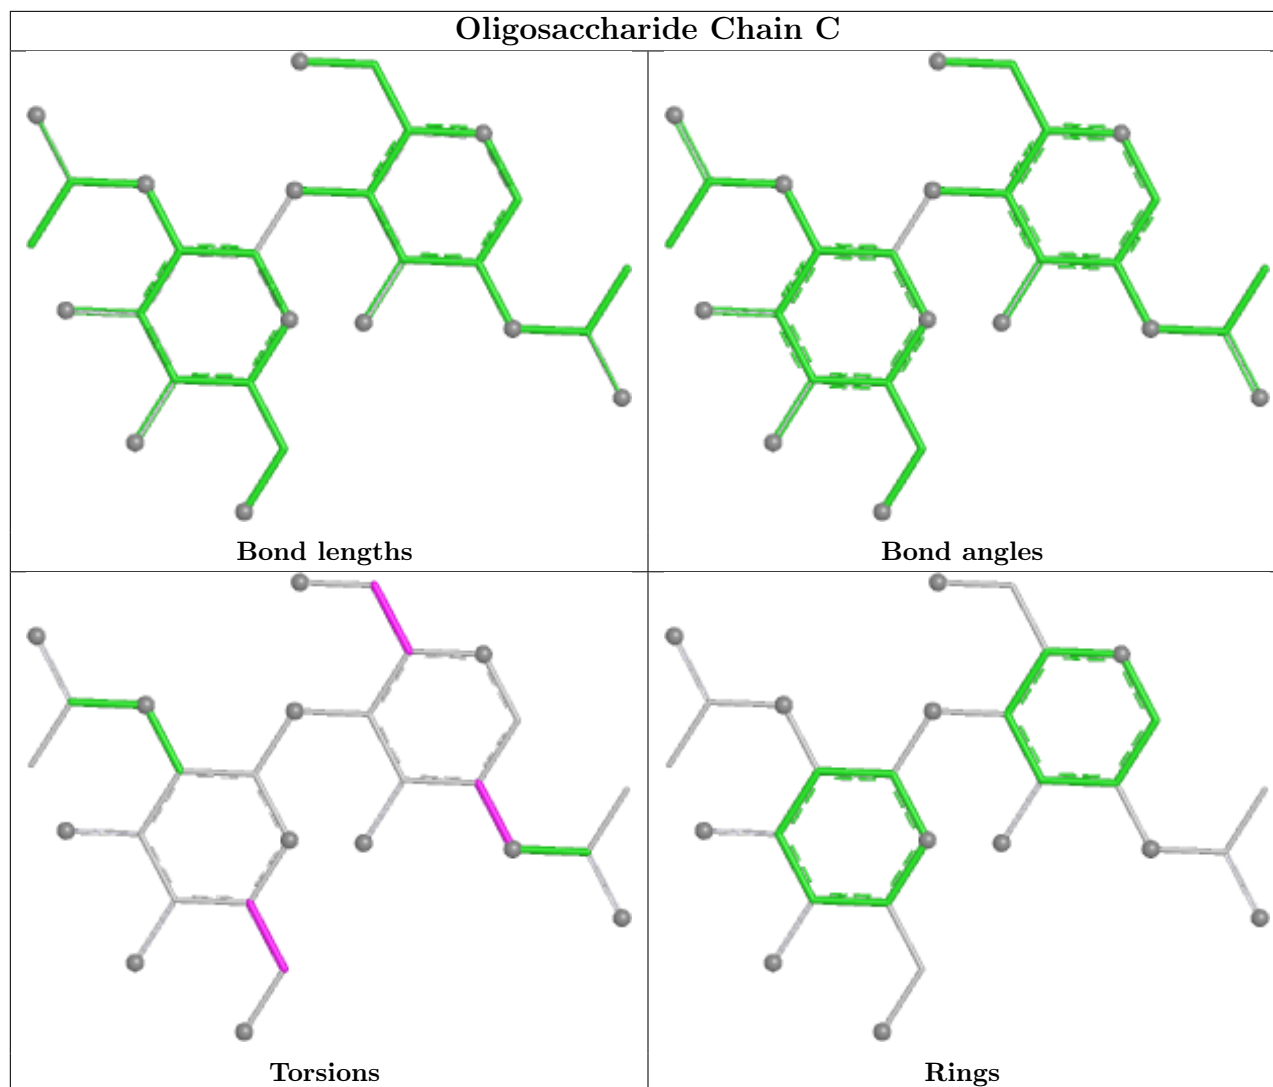 Oligosaccharide Chain C
Bond lengths
Bond angles
Torsions
Rings